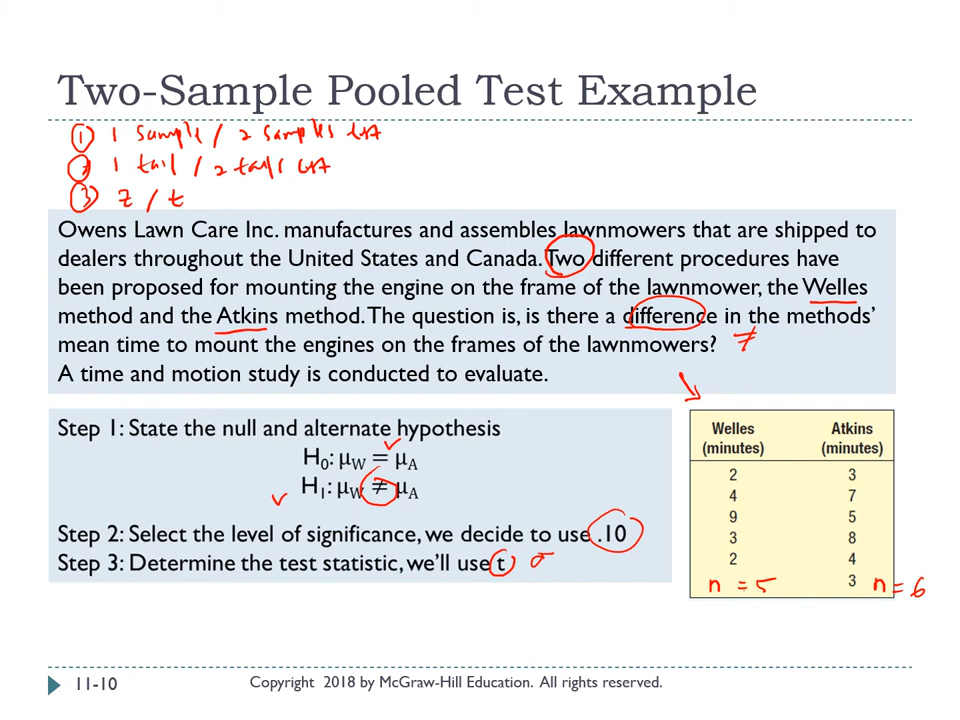 Two-Sample Pooled Test Example
① 1 sample / 2 samples test
② 1 tail / 2 tails test
③ z / t
Owens Lawn Care Inc. manufactures and assembles lawnmowers that are shipped to
dealers throughout the United States and Canada. Two different procedures have
been proposed for mounting the engine on the frame of the lawnmower, the Welles
method and the Atkins method. The question is, is there a difference in the methods'
mean time to mount the engines on the frames of the lawnmowers? ≠
A time and motion study is conducted to evaluate.
Step 1: State the null and alternate hypothesis
H₀: μ_W = μ_A
H₁: μ_W ≠ μ_A
Step 2: Select the level of significance, we decide to use .10
Step 3: Determine the test statistic, we'll use t σ
Welles Atkins
(minutes) (minutes)
2 3
4 7
9 5
3 8
2 4
3
n = 5 n = 6
11-10 Copyright 2018 by McGraw-Hill Education. All rights reserved.